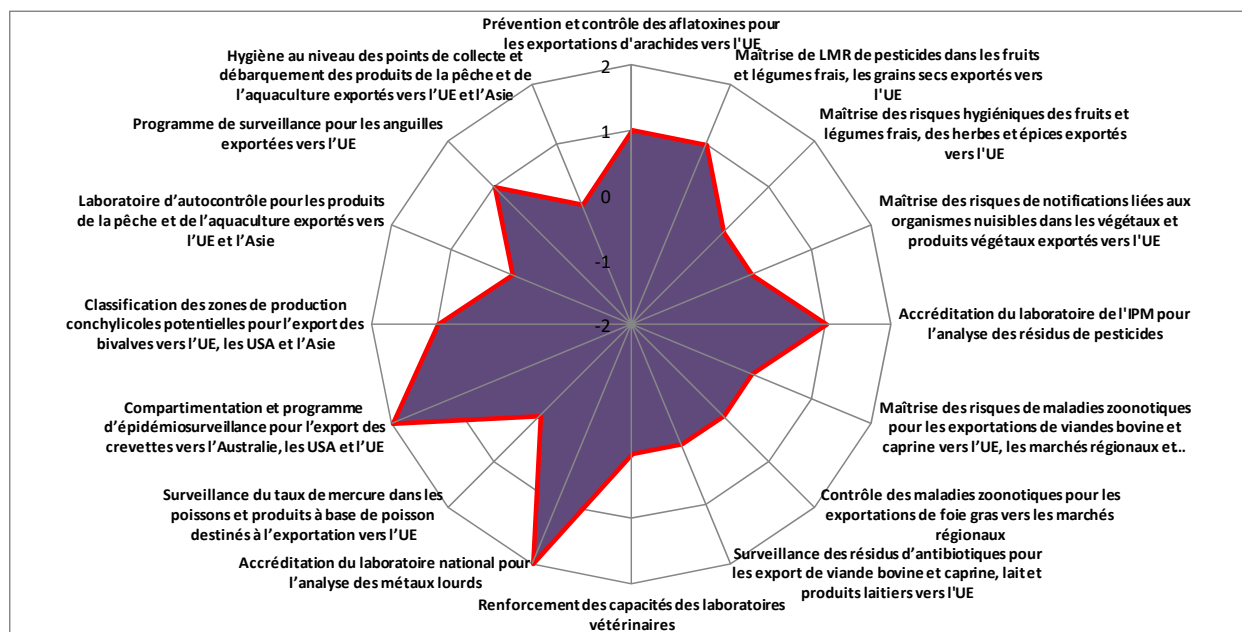 Prévention et contrôle des aflatoxines pour
les exportations d'arachides vers l'UE
Maîtrise de LMR de pesticides dans les fruits
et légumes frais, les grains secs exportés vers
l'UE
Maîtrise des risques hygiéniques des fruits et
légumes frais, des herbes et épices exportés
vers l'UE
Maîtrise des risques de notifications liées aux
organismes nuisibles dans les végétaux et
produits végétaux exportés vers l'UE
Accréditation du laboratoire de l'IPM pour
l’analyse des résidus de pesticides
Maîtrise des risques de maladies zoonotiques
pour les exportations de viandes bovine et
caprine vers l'UE, les marchés régionaux et..
Contrôle des maladies zoonotiques pour les
exportations de foie gras vers les marchés
régionaux
Surveillance des résidus d’antibiotiques pour
les export de viande bovine et caprine, lait et
produits laitiers vers l'UE
Renforcement des capacités des laboratoires
vétérinaires
Accréditation du laboratoire national pour
l’analyse des métaux lourds
Surveillance du taux de mercure dans les
poissons et produits à base de poisson
destinés à l’exportation vers l’UE
Compartimentation et programme
d’épidémiosurveillance pour l’export des
crevettes vers l’Australie, les USA et l’UE
Classification des zones de production
conchylicoles potentielles pour l’export des
bivalves vers l’UE, les USA et l’Asie
Laboratoire d’autocontrôle pour les produits
de la pêche et de l’aquaculture exportés vers
l’UE et l’Asie
Programme de surveillance pour les anguilles
exportées vers l’UE
Hygiène au niveau des points de collecte et
débarquement des produits de la pêche et de
l’aquaculture exportés vers l’UE et l’Asie
2
1
0
-1
-2